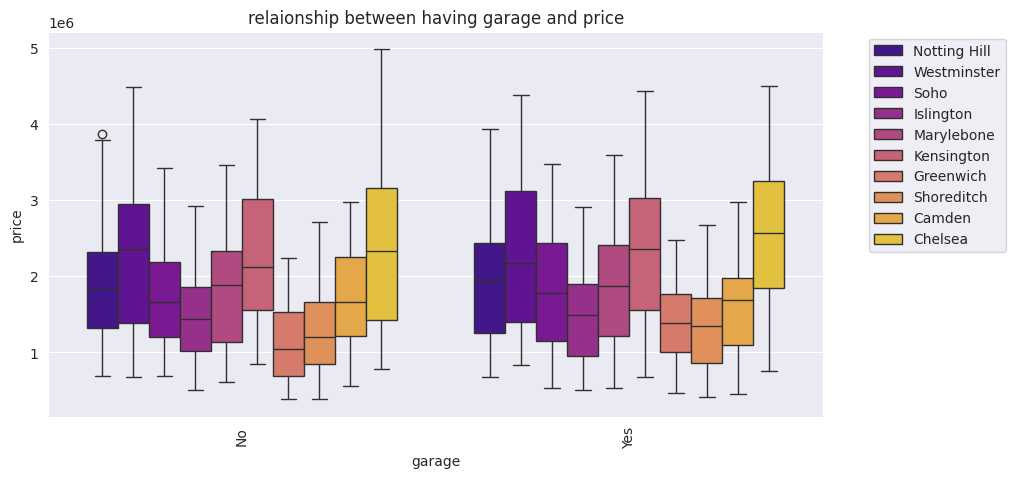 relaionship between having garage and price
1e6
5
4
3
2
1
price
No
Yes
garage
Notting Hill
Westminster
Soho
Islington
Marylebone
Kensington
Greenwich
Shoreditch
Camden
Chelsea